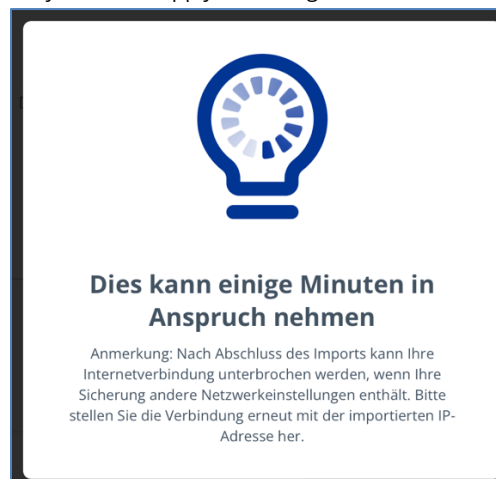 Dies kann einige Minuten in
Anspruch nehmen
Anmerkung: Nach Abschluss des Imports kann Ihre
Internetverbindung unterbrochen werden, wenn Ihre
Sicherung andere Netzwerkeinstellungen enthält. Bitte
stellen Sie die Verbindung erneut mit der importierten IP-
Adresse her.